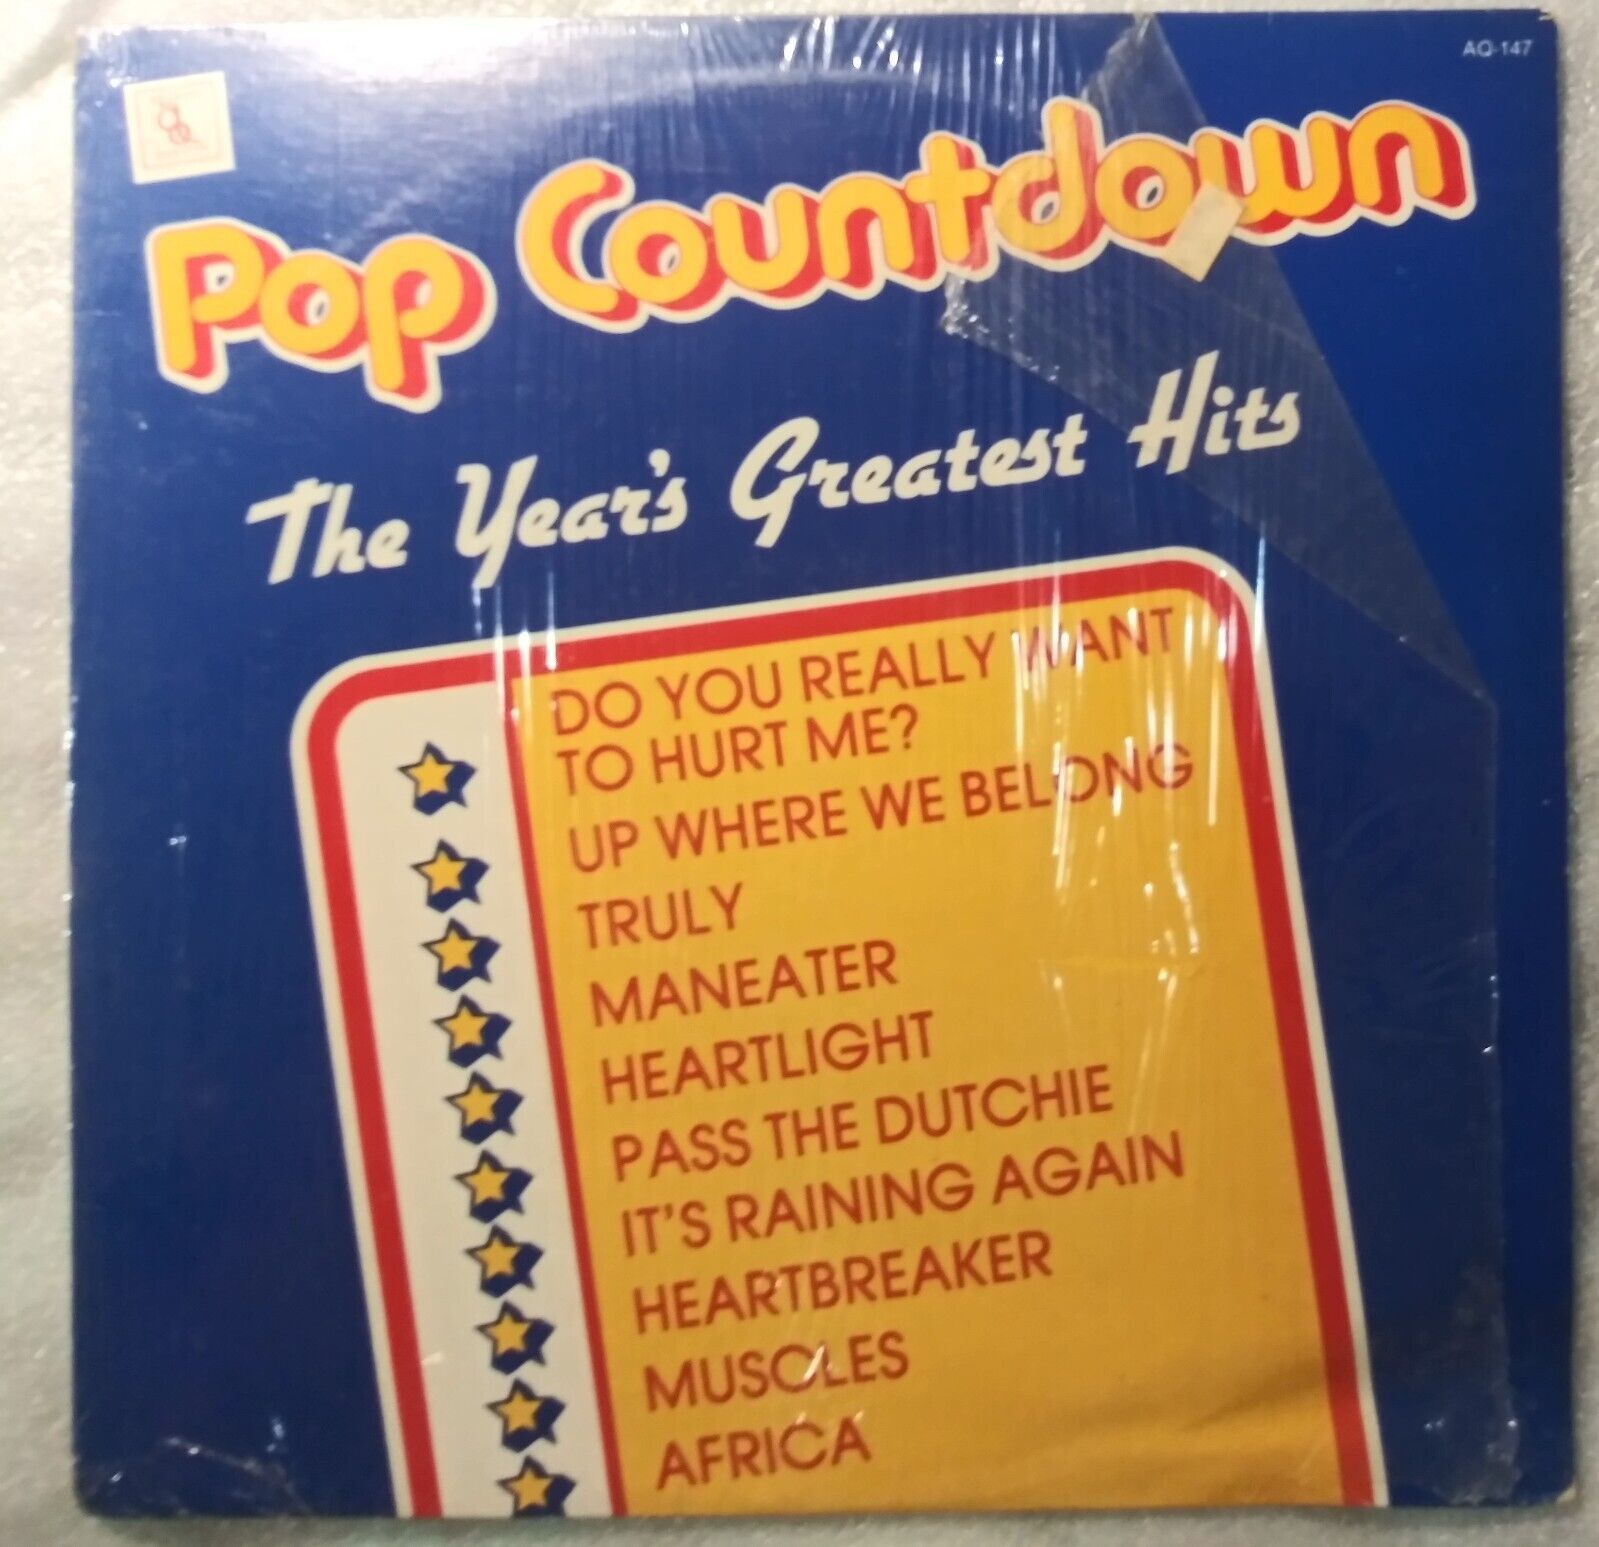 AQ-147
Pop Countdown
The Year's Greatest Hits
DO YOU REALLY WANT
TO HURT ME?
UP WHERE WE BELONG
TRULY
MANEATER
HEARTLIGHT
PASS THE DUTCHIE
IT'S RAINING AGAIN
HEARTBREAKER
MUSCLES
AFRICA